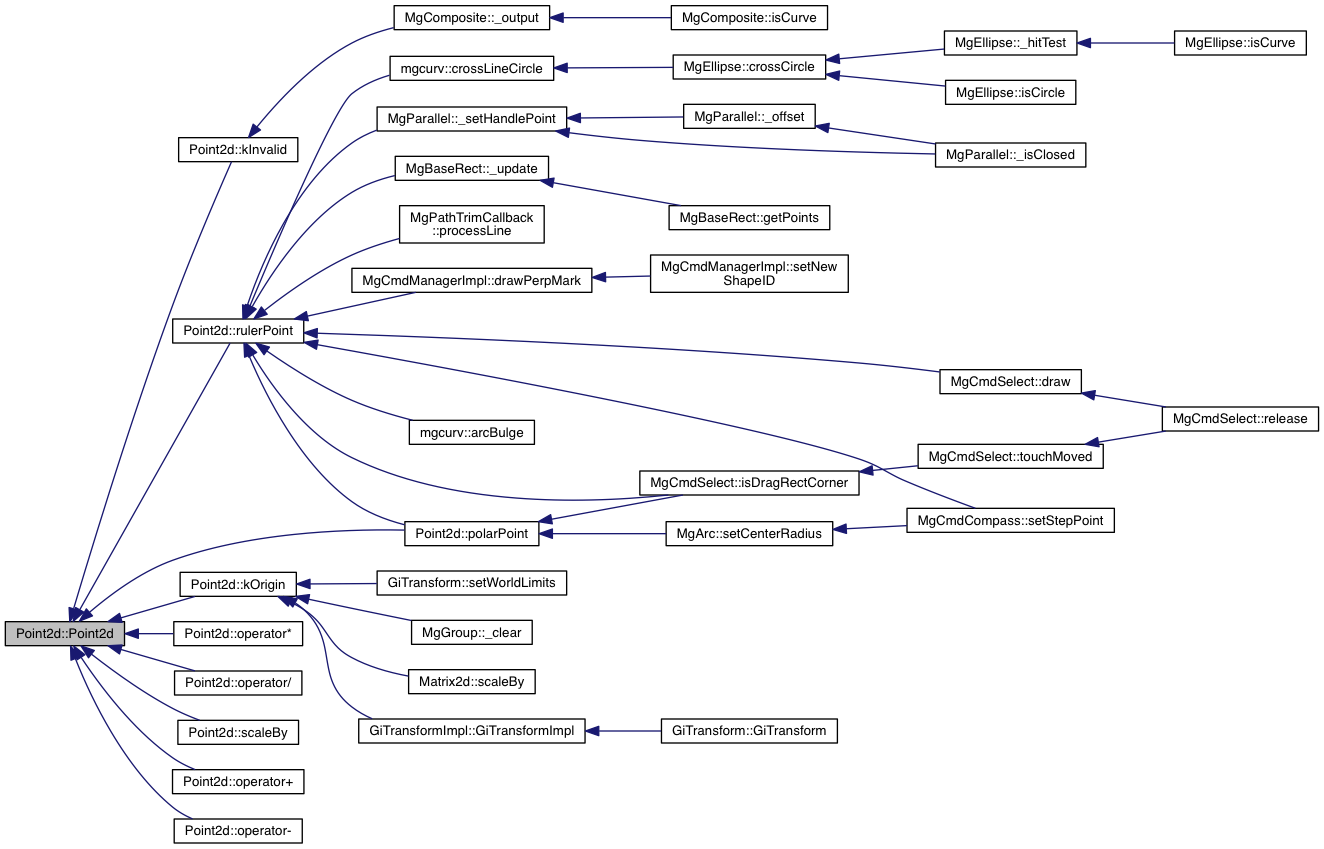 MgComposite::_output
MgComposite::isCurve
MgEllipse::_hitTest
MgEllipse::isCurve
mgcurv::crossLineCircle
MgEllipse::crossCircle
MgEllipse::isCircle
MgParallel::_setHandlePoint
MgParallel::_offset
Point2d::kInvalid
MgParallel::_isClosed
MgBaseRect::_update
MgBaseRect::getPoints
MgPathTrimCallback
::processLine
MgCmdManagerImpl::drawPerpMark
MgCmdManagerImpl::setNew
ShapeID
Point2d::rulerPoint
MgCmdSelect::draw
MgCmdSelect::release
mgcurv::arcBulge
MgCmdSelect::touchMoved
MgCmdSelect::isDragRectCorner
MgCmdCompass::setStepPoint
Point2d::polarPoint
MgArc::setCenterRadius
Point2d::kOrigin
GiTransform::setWorldLimits
Point2d::Point2d
Point2d::operator*
MgGroup::_clear
Point2d::operator/
Matrix2d::scaleBy
Point2d::scaleBy
GiTransformImpl::GiTransformImpl
GiTransform::GiTransform
Point2d::operator+
Point2d::operator-